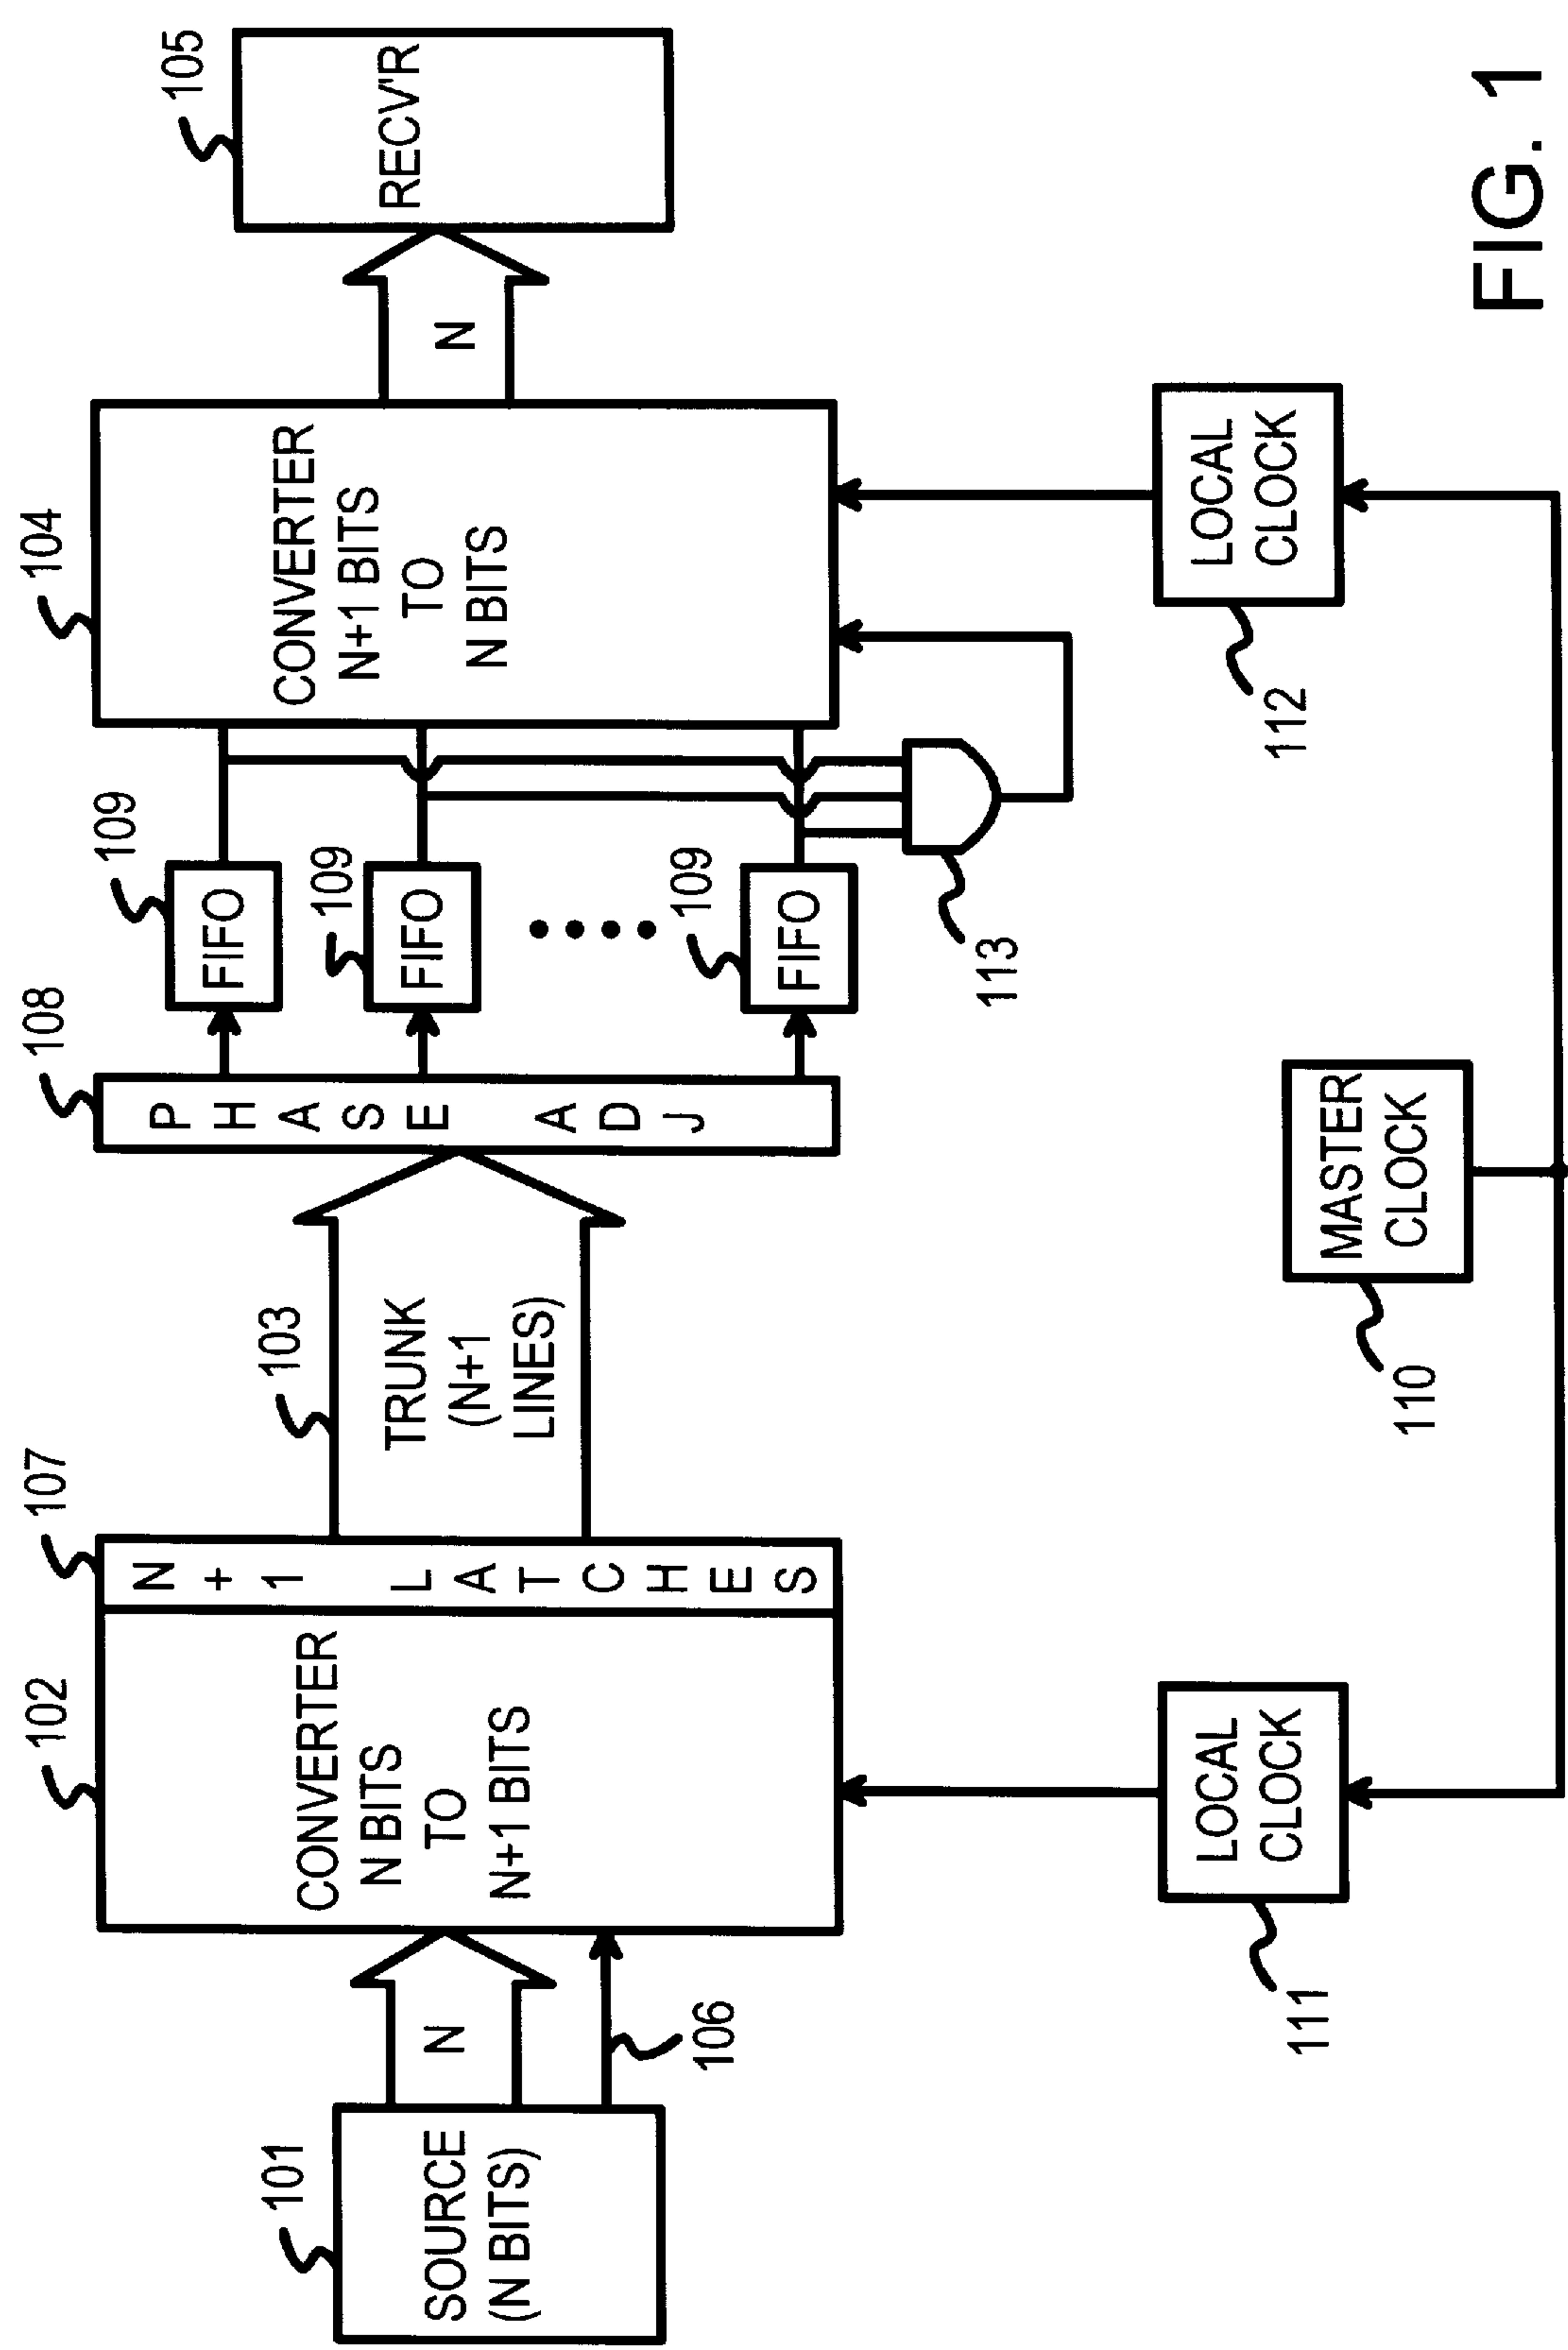 101
SOURCE
(N BITS)
N
106
102
CONVERTER
N BITS
TO
N+1 BITS
107
N+1 LATCHES
103
TRUNK
(N+1
LINES)
108
PHASE ADJ
109
FIFO
109
FIFO
109
FIFO
113
104
CONVERTER
N+1 BITS
TO
N BITS
N
105
RECV'R
111
LOCAL
CLOCK
110
MASTER
CLOCK
112
LOCAL
CLOCK
FIG. 1